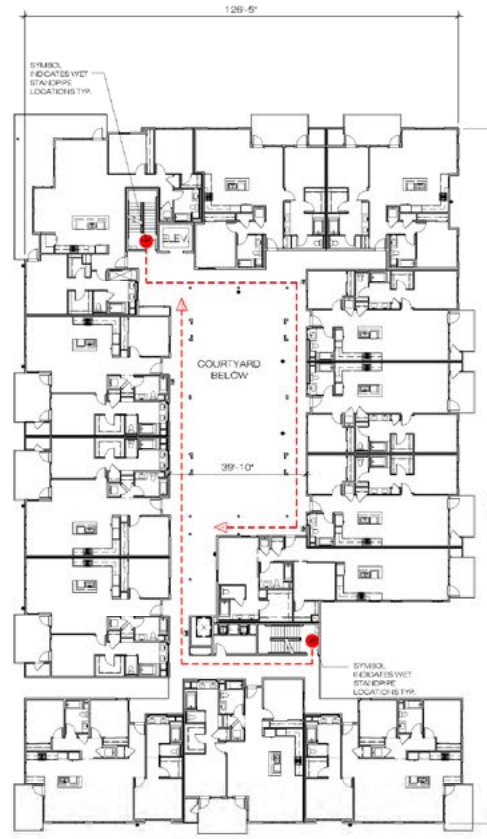 126'-5"
SYMBOL
INDICATES WET
STANDPIPE
LOCATIONS TYP.
ELEV.
COURTYARD
BELOW
39'-10"
SYMBOL
INDICATES WET
STANDPIPE
LOCATIONS TYP.